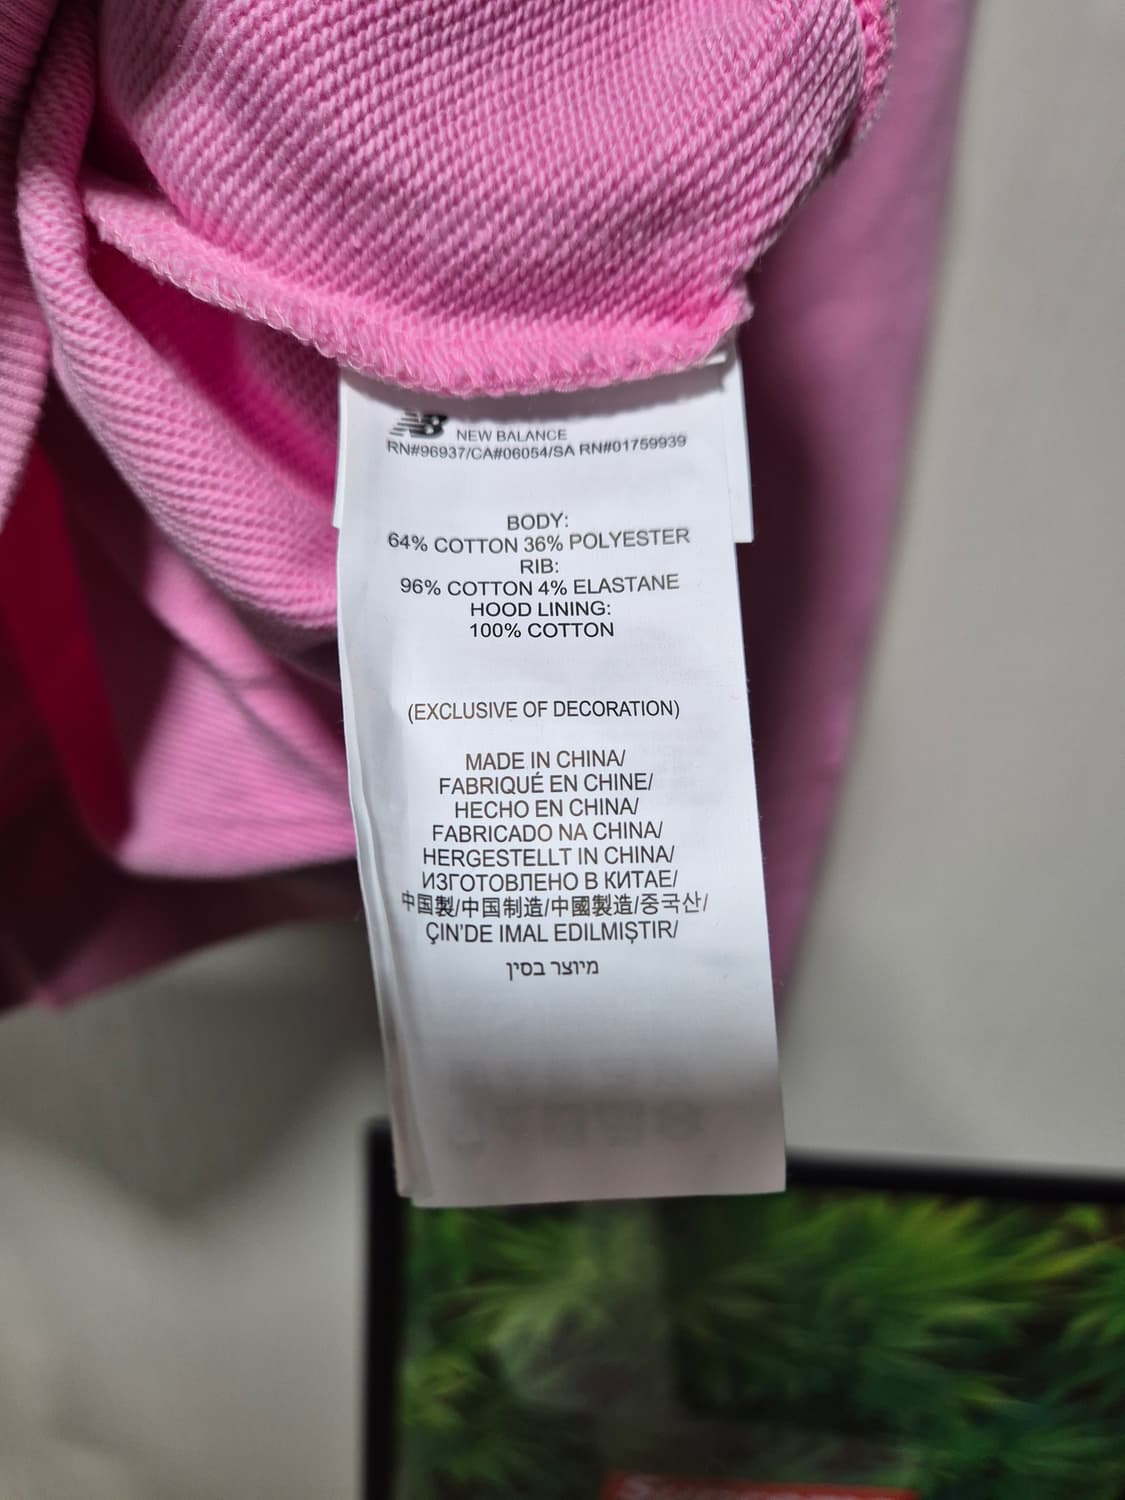 NB
NEW BALANCE
RN#96937/CA#06054/SA RN#01759939
BODY:
64% COTTON 36% POLYESTER
RIB:
96% COTTON 4% ELASTANE
HOOD LINING:
100% COTTON
(EXCLUSIVE OF DECORATION)
MADE IN CHINA/
FABRIQUÉ EN CHINE/
HECHO EN CHINA/
FABRICADO NA CHINA/
HERGESTELLT IN CHINA/
ИЗГОТОВЛЕНО В КИТАЕ/
中国製/中国制造/中國製造/중국산/
ÇIN'DE IMAL EDILMIŞTIR/
מיוצר בסין